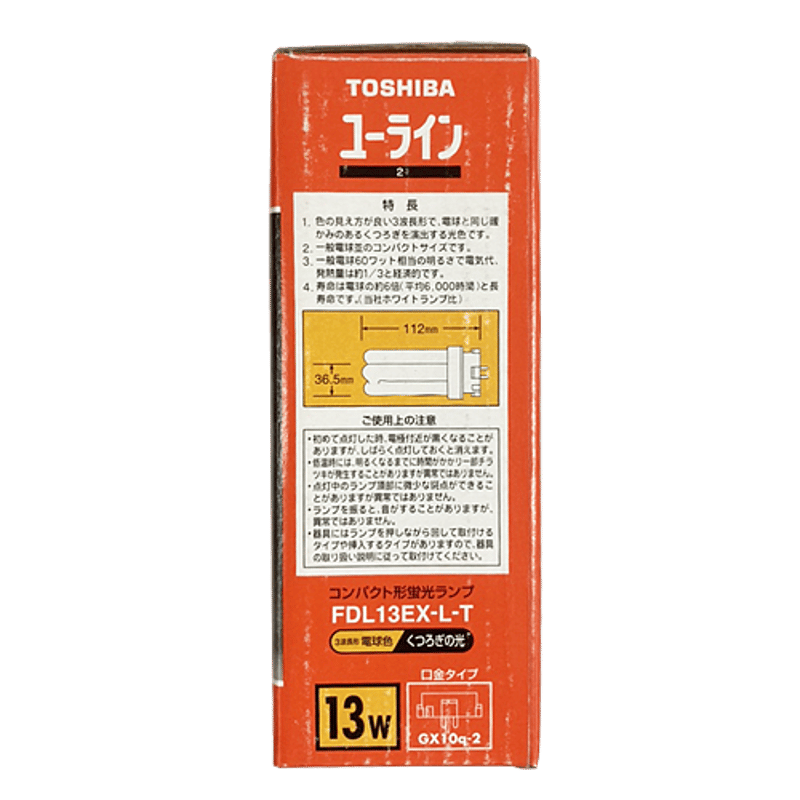 TOSHIBA
ユーライン
2
特 長
1. 色の見え方が良い3波長形で、電球と同じ暖
かみのあるくつろぎを演出する光色です。
2. 一般電球並のコンパクトサイズです。
3. 一般電球60ワット相当の明るさで電気代、
発熱量は約1/3と経済的です。
4. 寿命は電球の約6倍(平均6,000時間)と長
寿命です。(当社ホワイトランプ比)
112mm
36.5mm
ご使用上の注意
・初めて点灯した時、電極付近が黒くなることが
ありますが、しばらく点灯しておくと消えます。
・低温時には、明るくなるまでに時間がかかり一部チラ
ツキが発生することがありますが異常ではありません。
・点灯中のランプ頂部に微少な斑点ができるこ
とがありますが異常ではありません。
・ランプを振ると、音がすることがありますが、
異常ではありません。
・器具にはランプを押しながら回して取付ける
タイプや挿入するタイプがありますので、器具
の取り扱い説明に従って取付けてください。
コンパクト形蛍光ランプ
FDL13EX-L-T
3波長形 電球色 くつろぎの光
口金タイプ
13W
GX10q-2